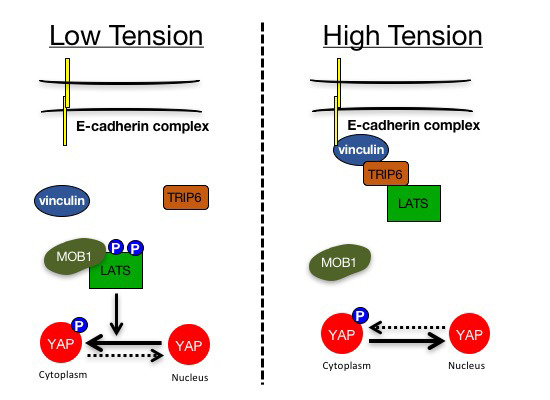 Low Tension
E-cadherin complex
vinculin
TRIP6
MOB1
P
P
LATS
P
YAP
YAP
Cytoplasm
Nucleus
High Tension
E-cadherin complex
vinculin
TRIP6
LATS
MOB1
P
YAP
YAP
Cytoplasm
Nucleus